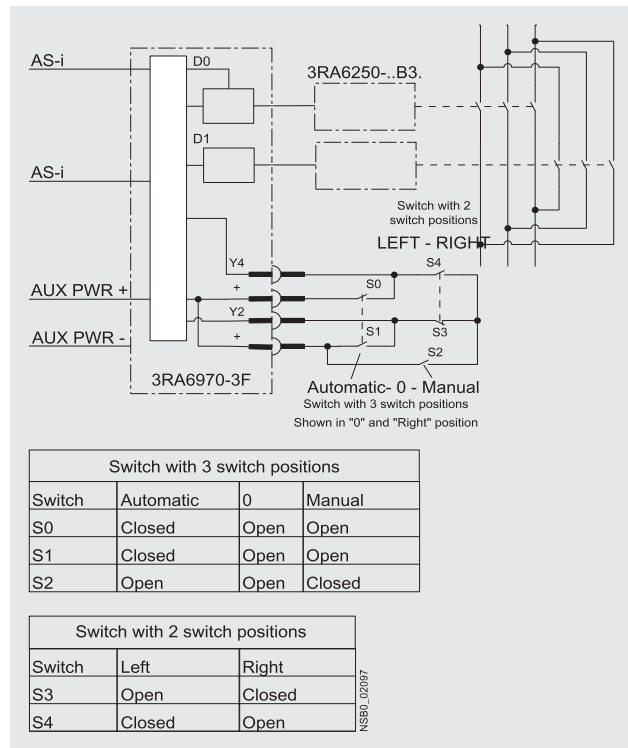 AS-i
D0
3RA6250-..B3.
D1
AS-i
Switch with 2
switch positions
LEFT - RIGHT
Y4
S4
AUX PWR +
+
S0
Y2
AUX PWR -
+
S1
S3
S2
3RA6970-3F
Automatic- 0 - Manual
Switch with 3 switch positions
Shown in "0" and "Right" position
Switch with 3 switch positions
Switch Automatic 0 Manual
S0 Closed Open Open
S1 Closed Open Open
S2 Open Open Closed
Switch with 2 switch positions
Switch Left Right
S3 Open Closed
S4 Closed Open
NSB0_02097